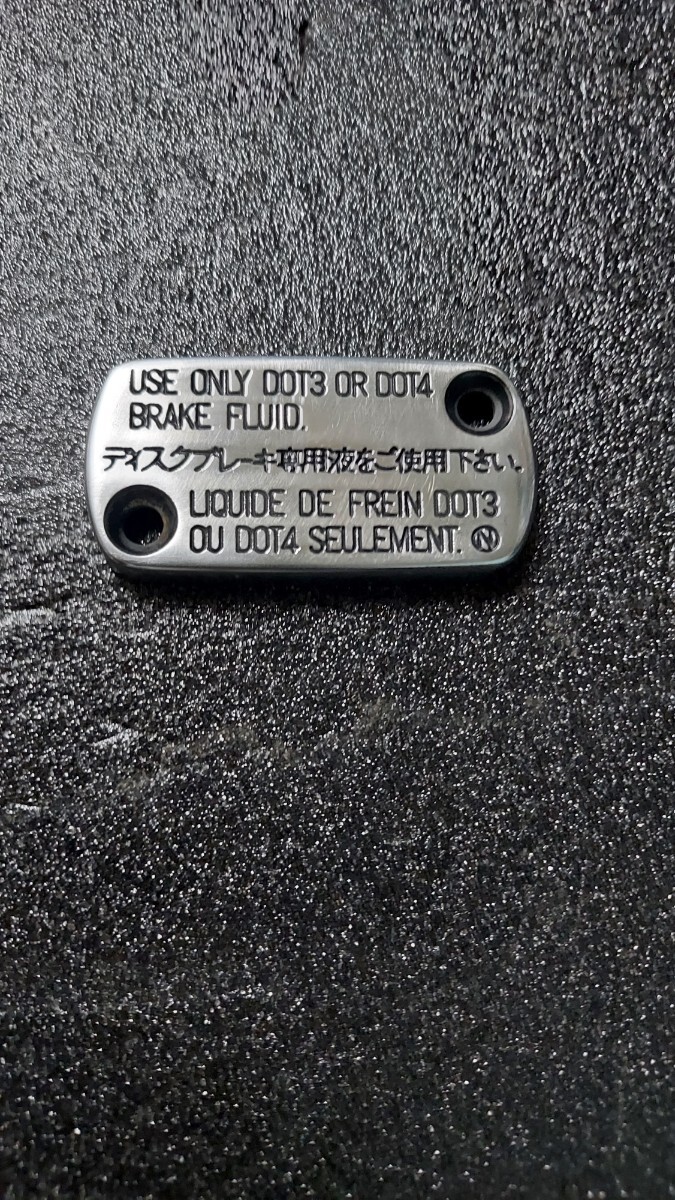 USE ONLY DOT3 OR DOT4
BRAKE FLUID.
ディスクブレーキ専用液をご使用下さい.
LIQUIDE DE FREIN DOT3
OU DOT4 SEULEMENT. Ⓝ